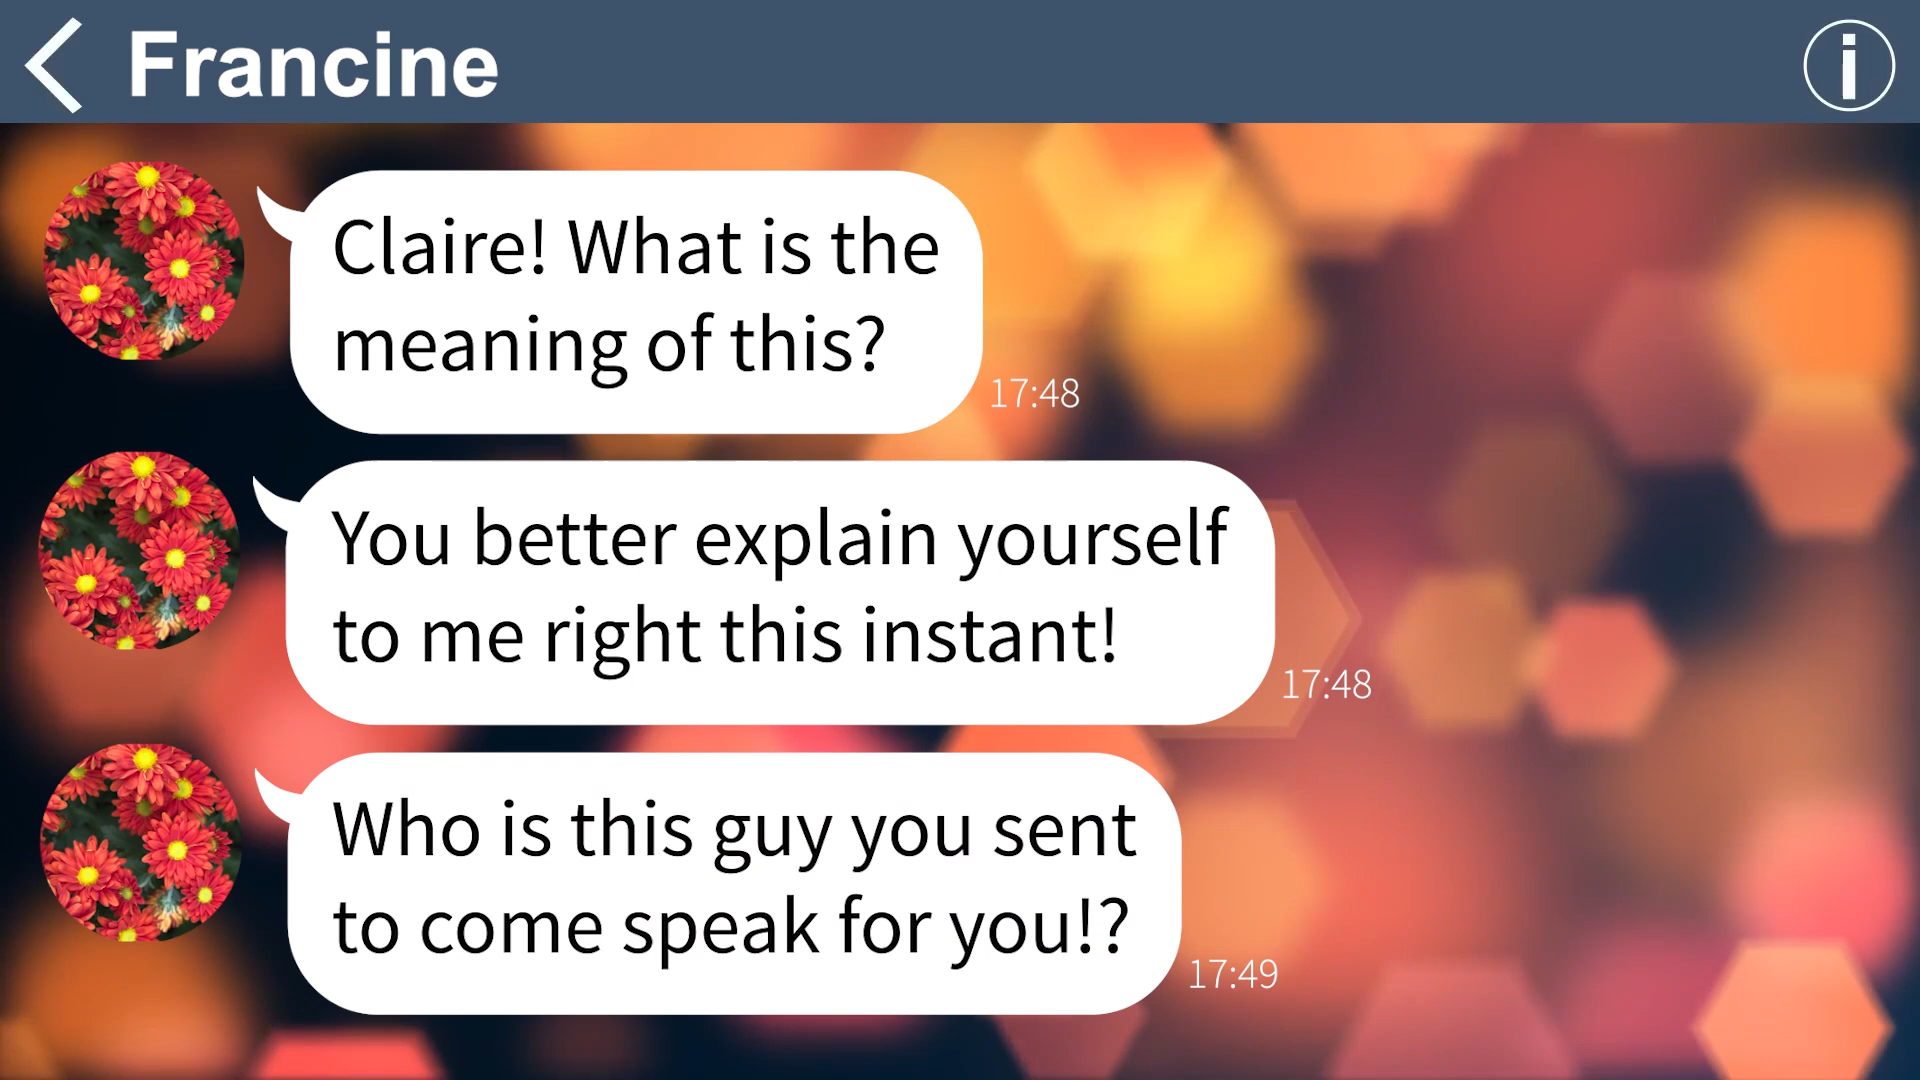 Francine
Claire! What is the
meaning of this?
17:48
You better explain yourself
to me right this instant!
17:48
Who is this guy you sent
to come speak for you!?
17:49